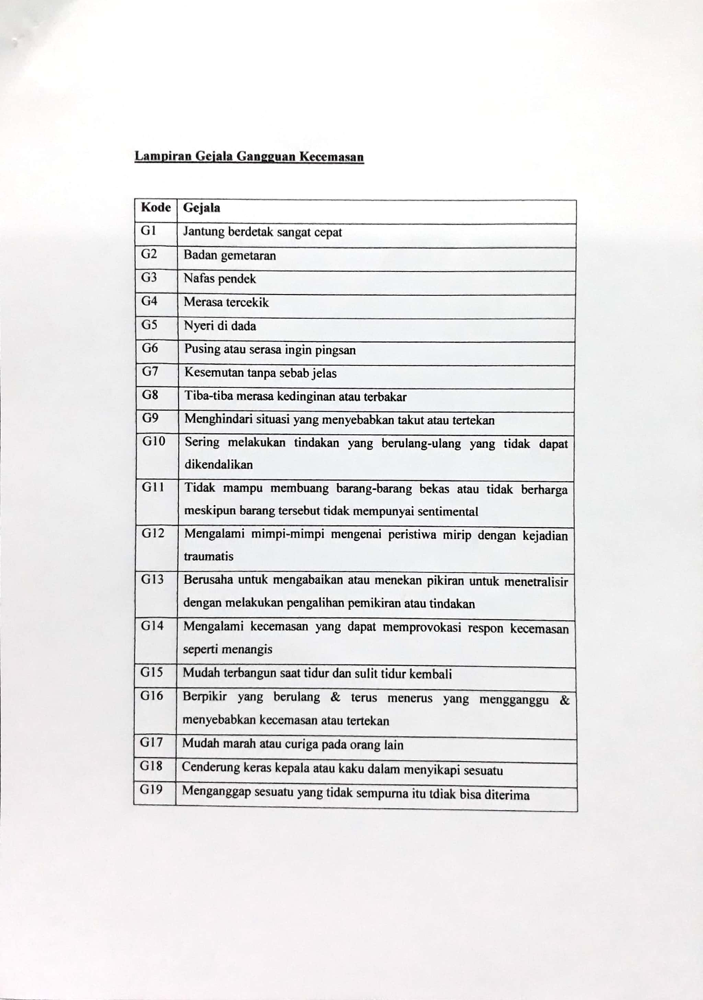 Lampiran Gejala Gangguan Kecemasan
Kode Gejala
G1 Jantung berdetak sangat cepat
G2 Badan gemetaran
G3 Nafas pendek
G4 Merasa tercekik
G5 Nyeri di dada
G6 Pusing atau serasa ingin pingsan
G7 Kesemutan tanpa sebab jelas
G8 Tiba-tiba merasa kedinginan atau terbakar
G9 Menghindari situasi yang menyebabkan takut atau tertekan
G10 Sering melakukan tindakan yang berulang-ulang yang tidak dapat
dikendalikan
G11 Tidak mampu membuang barang-barang bekas atau tidak berharga
meskipun barang tersebut tidak mempunyai sentimental
G12 Mengalami mimpi-mimpi mengenai peristiwa mirip dengan kejadian
traumatis
G13 Berusaha untuk mengabaikan atau menekan pikiran untuk menetralisir
dengan melakukan pengalihan pemikiran atau tindakan
G14 Mengalami kecemasan yang dapat memprovokasi respon kecemasan
seperti menangis
G15 Mudah terbangun saat tidur dan sulit tidur kembali
G16 Berpikir yang berulang & terus menerus yang mengganggu &
menyebabkan kecemasan atau tertekan
G17 Mudah marah atau curiga pada orang lain
G18 Cenderung keras kepala atau kaku dalam menyikapi sesuatu
G19 Menganggap sesuatu yang tidak sempurna itu tdiak bisa diterima